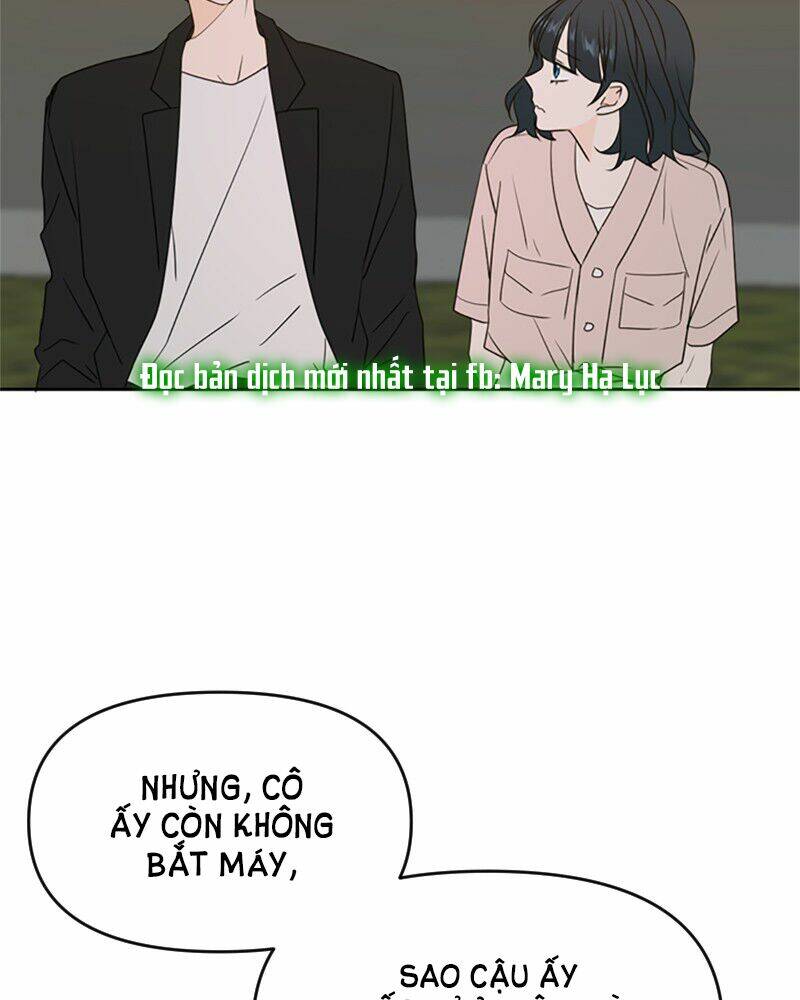 Đọc bản dịch mới nhất tại fb: Mary Hạ Lục
NHƯNG, CÔ
ẤY CÒN KHÔNG
BẮT MÁY,
SAO CẬU ẤY